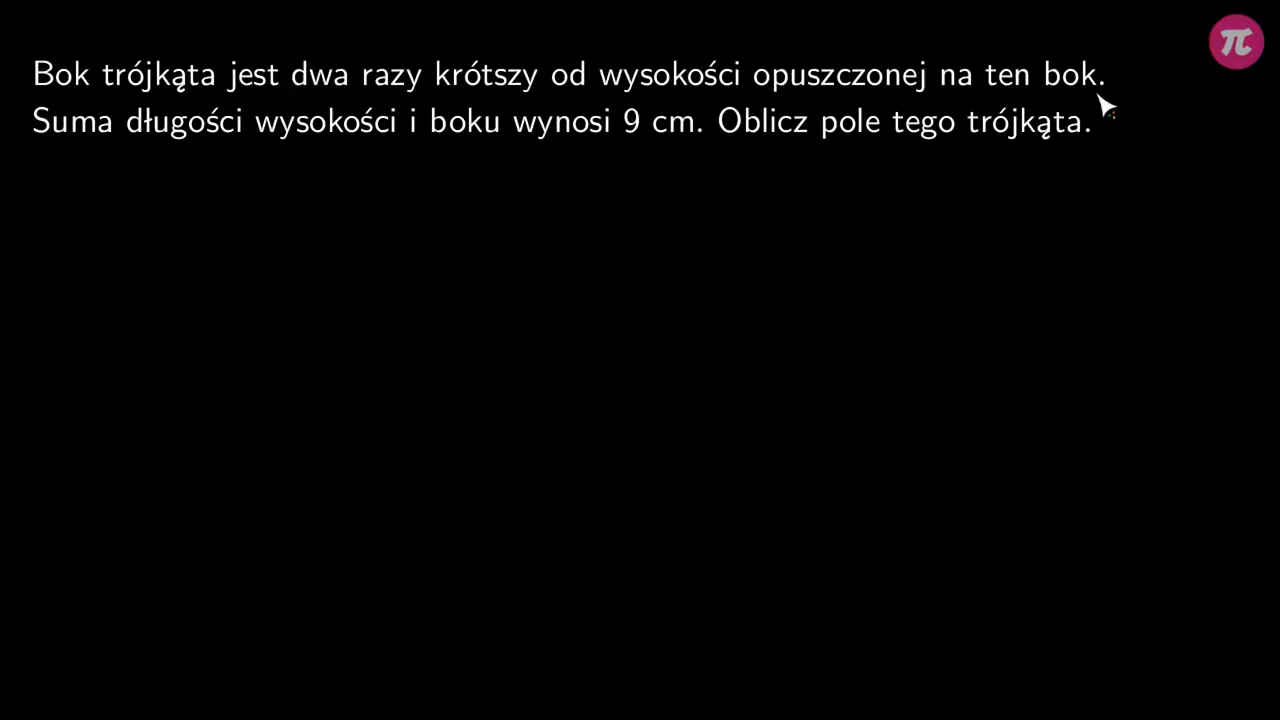 π
Bok trójkąta jest dwa razy krótszy od wysokości opuszczonej na ten bok.
Suma długości wysokości i boku wynosi 9 cm. Oblicz pole tego trójkąta.